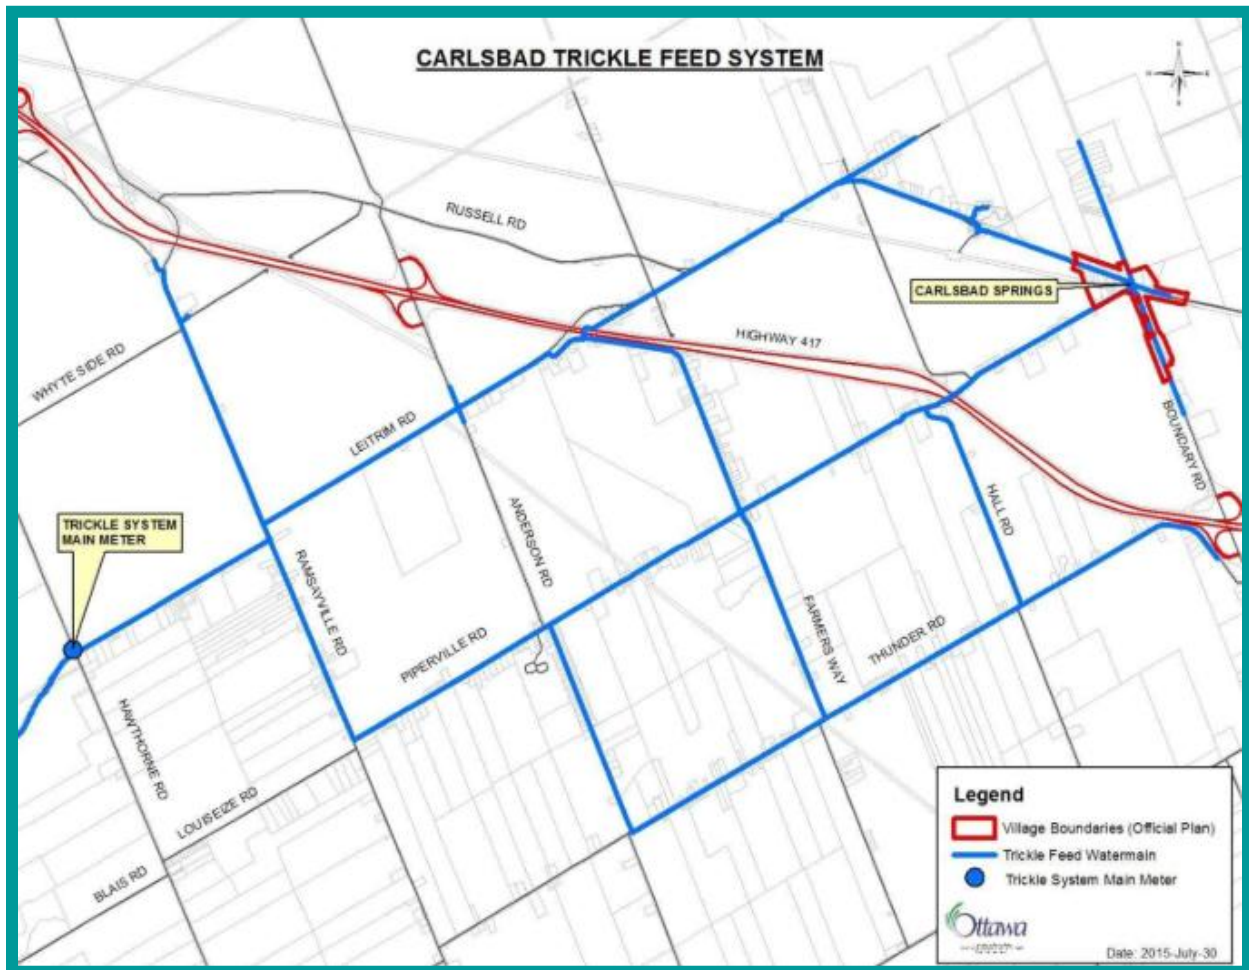 CARLSBAD TRICKLE FEED SYSTEM
RUSSELL RD
CARLSBAD SPRINGS
HIGHWAY 417
WHYTE SIDE RD
LEITRIM RD
BOUNDARY RD
TRICKLE SYSTEM
MAIN METER
ANDERSON RD
HALL RD
RAMSAYVILLE RD
FARMERS WAY
THUNDER RD
PIPERVILLE RD
HAWTHORNE RD
LOUISEIZE RD
BLAIS RD
Legend
Village Boundaries (Official Plan)
Trickle Feed Watermain
Trickle System Main Meter
Ottawa
Date: 2015-July-30